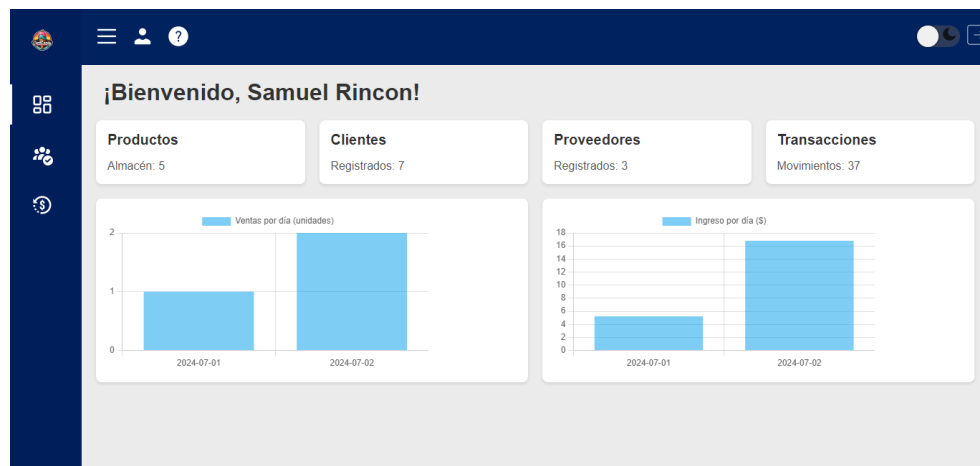 ¡Bienvenido, Samuel Rincon!
Productos
Almacén: 5
Clientes
Registrados: 7
Proveedores
Registrados: 3
Transacciones
Movimientos: 37
Ventas por día (unidades)
2
1
0
2024-07-01 2024-07-02
Ingreso por día ($)
18
16
14
12
10
8
6
4
2
0
2024-07-01 2024-07-02